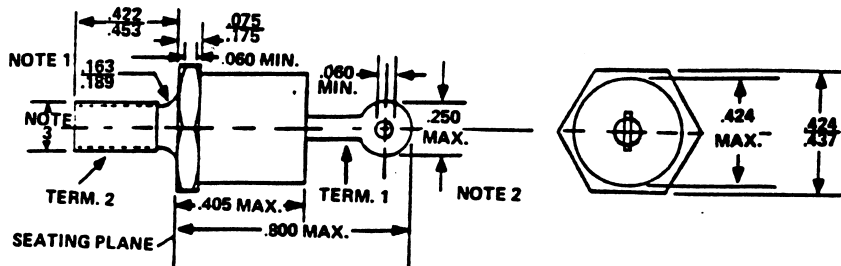 .422
.453
.075
.175
NOTE 1
.163
.189
.060 MIN.
.060
MIN.
NOTE
3
.250
MAX.
.424
MAX.
.424
.437
TERM. 2
TERM. 1
NOTE 2
.405 MAX.
.800 MAX.
SEATING PLANE